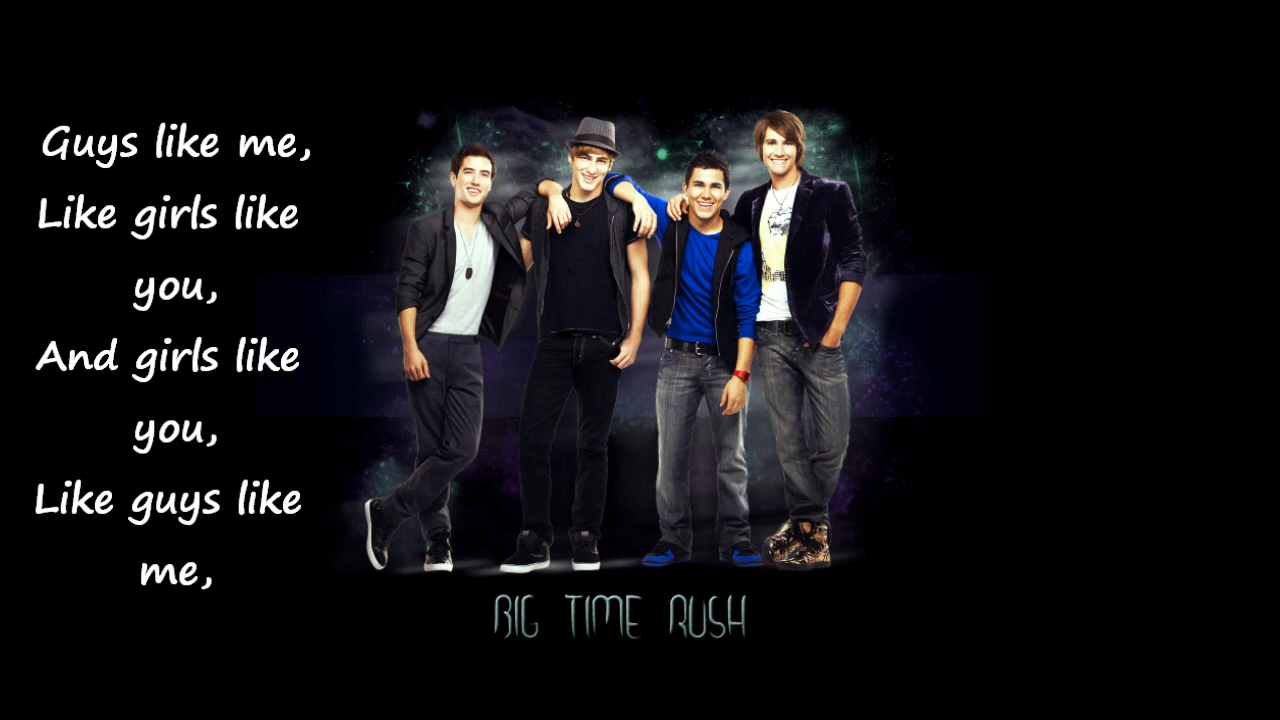 Guys like me,
Like girls like
you,
And girls like
you,
Like guys like
me,
BIG TIME RUSH